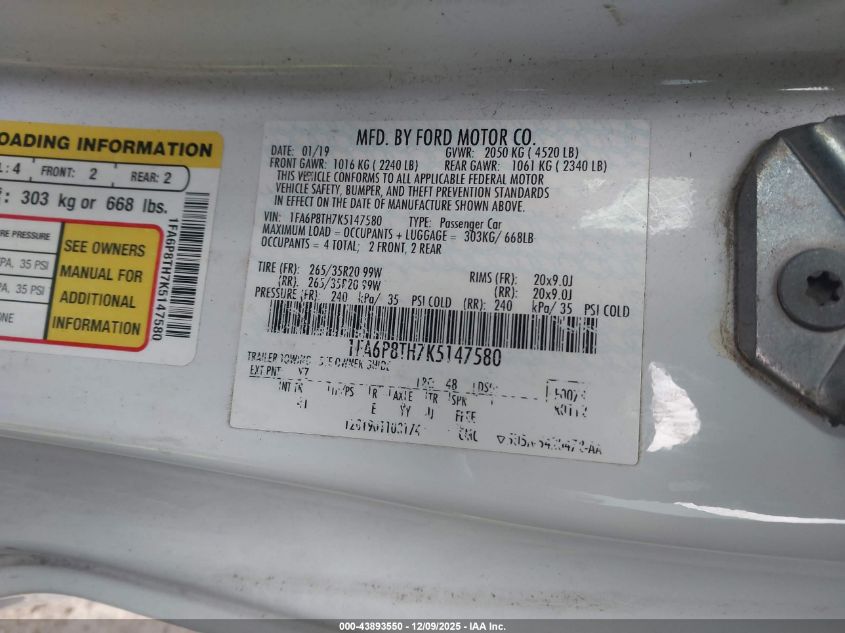 LOADING INFORMATION
:4 FRONT: 2 REAR: 2
: 303 kg or 668 lbs.
PRESSURE
35 PSI
35 PSI
SEE OWNERS
MANUAL FOR
ADDITIONAL
INFORMATION
1FA6P8TH7K5147580
MFD. BY FORD MOTOR CO.
DATE: 01/19 GVWR: 2050 KG ( 4520 LB)
FRONT GAWR: 1016 KG ( 2240 LB) REAR GAWR: 1061 KG ( 2340 LB)
THIS VEHICLE CONFORMS TO ALL APPLICABLE FEDERAL MOTOR
VEHICLE SAFETY, BUMPER, AND THEFT PREVENTION STANDARDS
IN EFFECT ON THE DATE OF MANUFACTURE SHOWN ABOVE.
VIN: 1FA6P8TH7K5147580 TYPE: Passenger Car
MAXIMUM LOAD = OCCUPANTS + LUGGAGE = 303KG/ 668LB
OCCUPANTS = 4 TOTAL; 2 FRONT, 2 REAR
TIRE (FR): 265/35R20 99W RIMS (FR): 20x9.0J
(RR): 265/35R20 99W (RR): 20x9.0J
PRESSURE (FR): 240 kPa/ 35 PSI COLD (RR): 240 kPa/ 35 PSI COLD
1FA6P8TH7K5147580
TRAILER TOWING
EXT PNT: 48
000-43893550 - 12/09/2025 - IAA Inc.